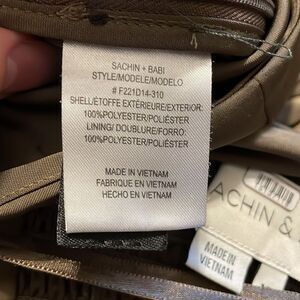 SACHIN + BABI
STYLE/MODELE/MODELO
# F221D14-310
SHELL/ÉTOFFE EXTÉRIEURE/EXTERIOR:
100%POLYESTER/POLIÉSTER
LINING/ DOUBLURE/FORRO:
100%POLYESTER/POLIÉSTER
MADE IN VIETNAM
FABRIQUE EN VIETNAM
HECHO EN VIETNAM
ACHIN &
MADE IN
VIETNAM